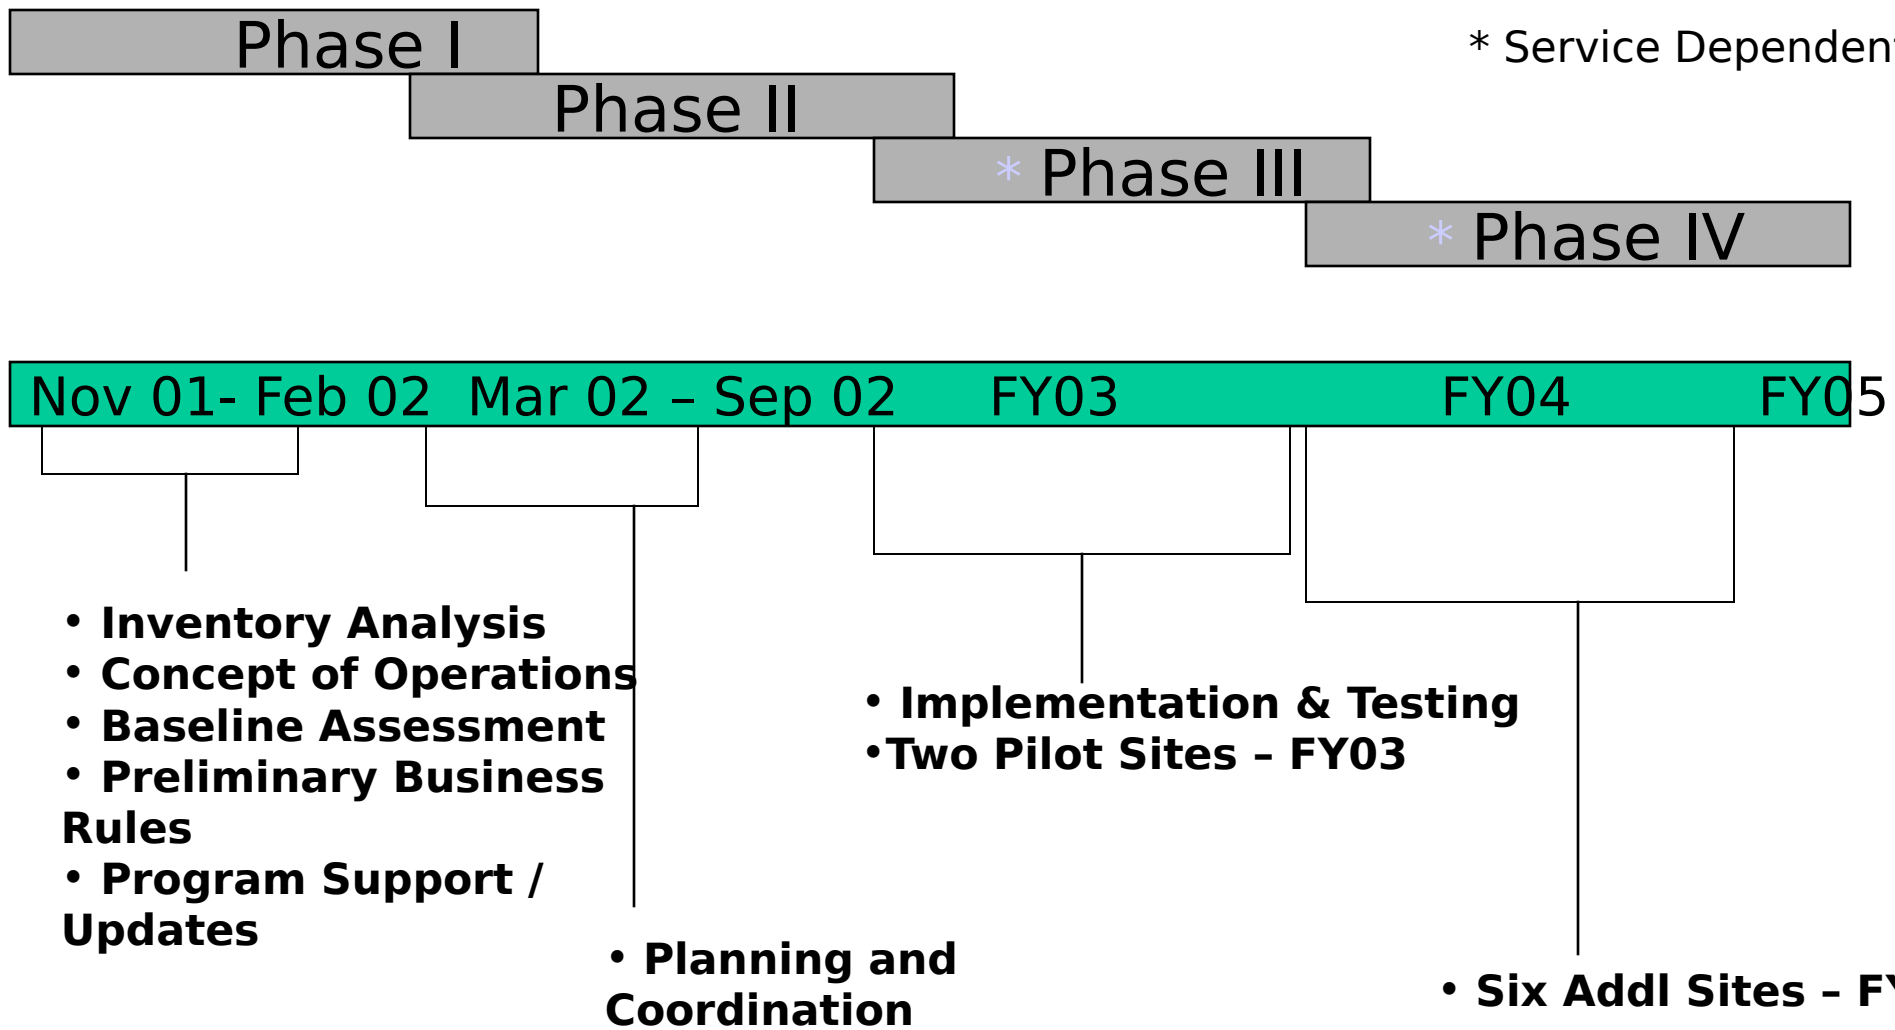 Phase I
* Service Dependent
Phase II
* Phase III
* Phase IV
Nov 01- Feb 02 Mar 02 – Sep 02 FY03 FY04 FY05
• Inventory Analysis
• Concept of Operations
• Baseline Assessment
• Preliminary Business
Rules
• Program Support /
Updates
• Implementation & Testing
•Two Pilot Sites – FY03
• Planning and
Coordination
• Six Addl Sites –